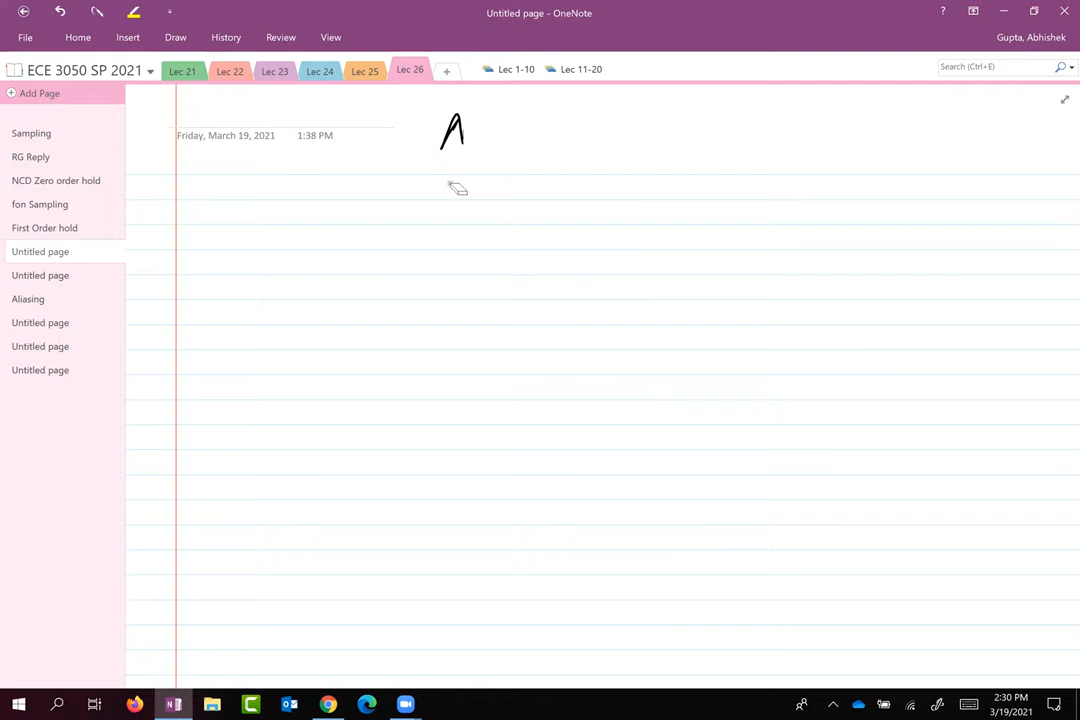 Untitled page - OneNote
?
File Home Insert Draw History Review View
Gupta, Abhishek
ECE 3050 SP 2021 Lec 21 Lec 22 Lec 23 Lec 24 Lec 25 Lec 26 + Lec 1-10 Lec 11-20
Search (Ctrl+E)
Add Page
Sampling
RG Reply
NCD Zero order hold
fon Sampling
First Order hold
Untitled page
Untitled page
Aliasing
Untitled page
Untitled page
Untitled page
Friday, March 19, 2021 1:38 PM
A
2:30 PM
3/19/2021